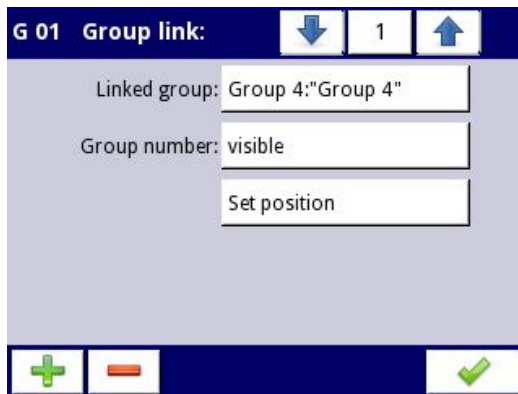 G 01 Group link: 1
Linked group: Group 4:"Group 4"
Group number: visible
Set position